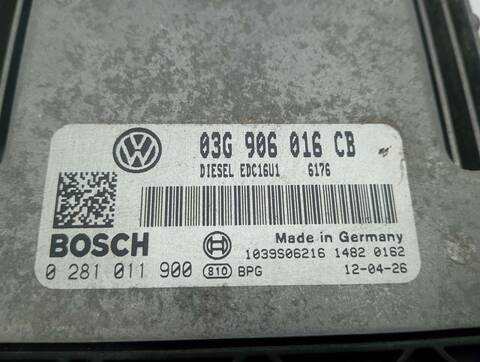 VW
03G 906 016 CB
DIESEL EDC16U1 6176
BOSCH
Made in Germany
1039S06216 1482 0162
0 281 011 900 810 BPG 12-04-26